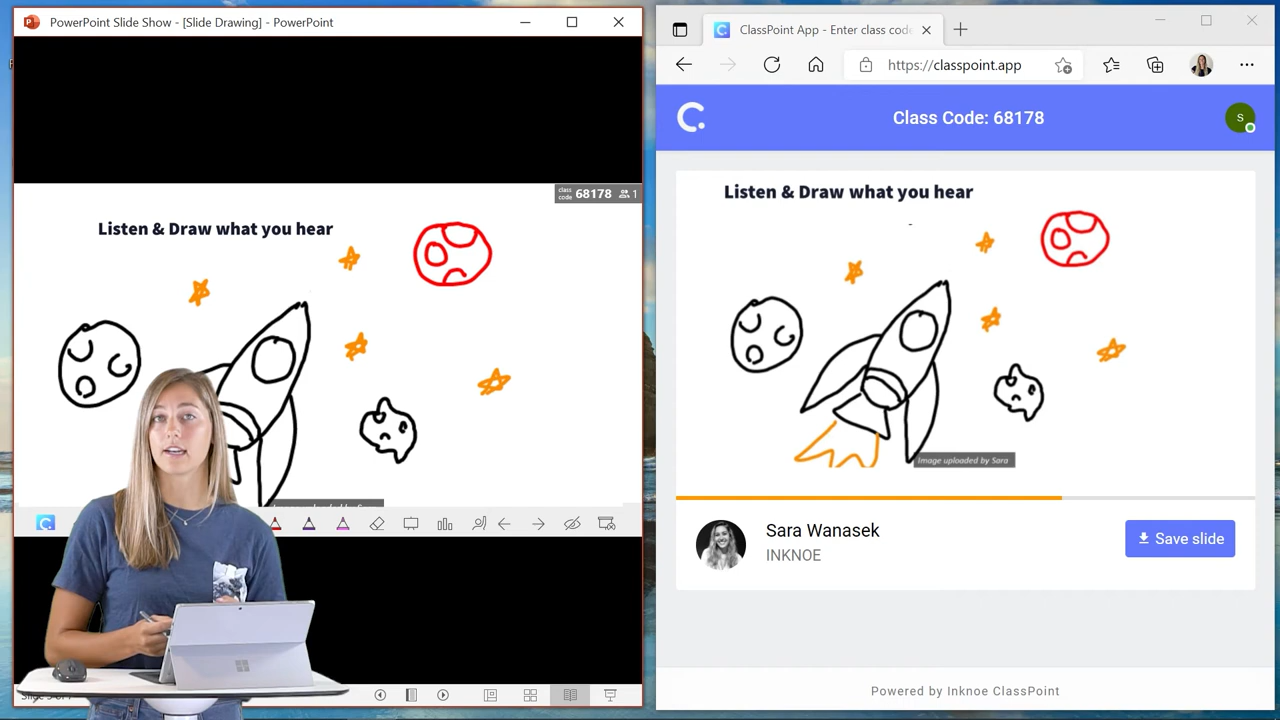 PowerPoint Slide Show - [Slide Drawing] - PowerPoint
class code 68178 1
Listen & Draw what you hear
ClassPoint App - Enter class code
https://classpoint.app
Class Code: 68178
S
Listen & Draw what you hear
Image uploaded by Sara
Sara Wanasek
INKNOE
Save slide
Powered by Inknoe ClassPoint